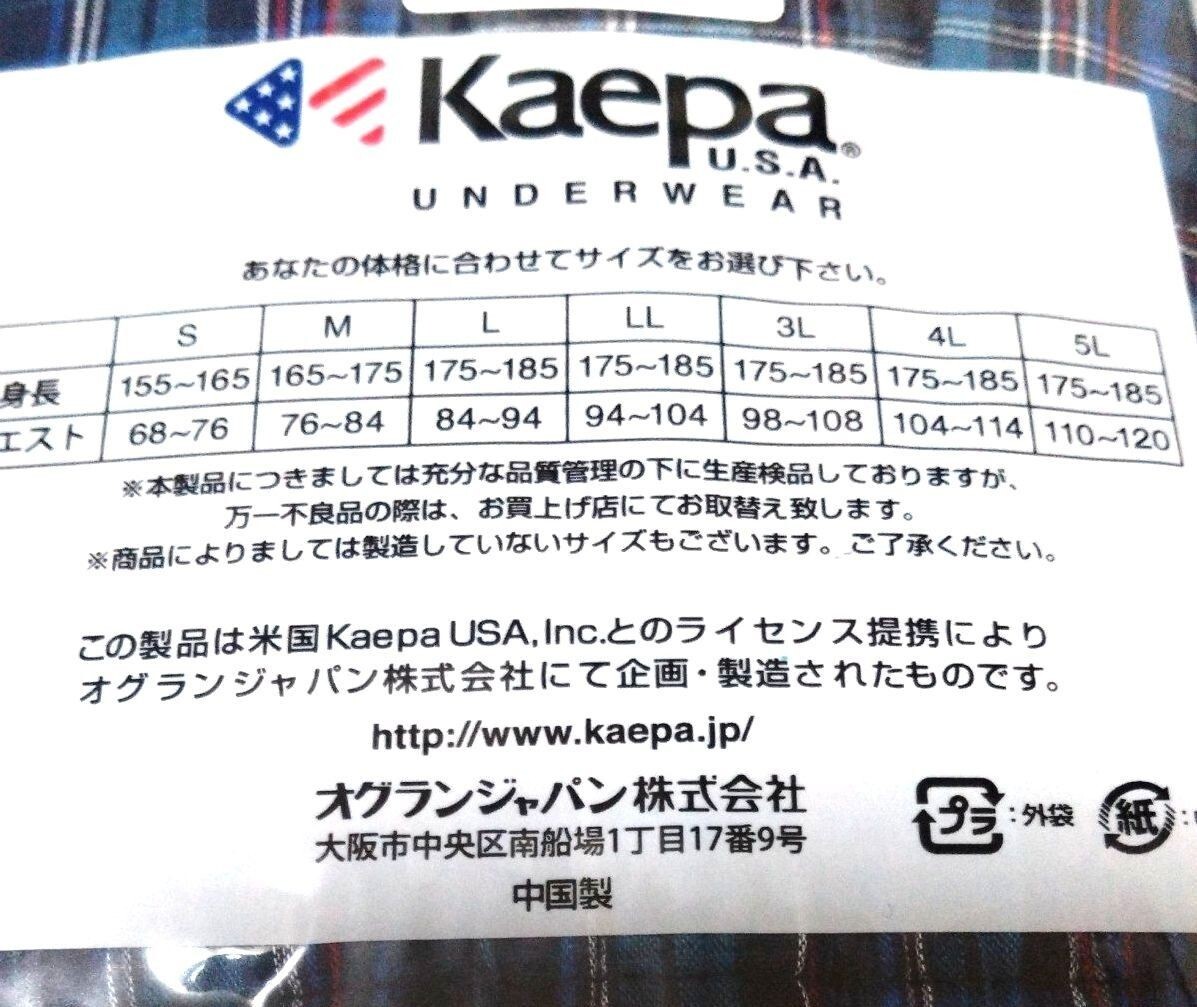 Kaepa®
U.S.A.
UNDERWEAR
あなたの体格に合わせてサイズをお選び下さい。
S M L LL 3L 4L 5L
身長 155~165 165~175 175~185 175~185 175~185 175~185 175~185
エスト 68~76 76~84 84~94 94~104 98~108 104~114 110~120
※本製品につきましては充分な品質管理の下に生産検品しておりますが、
万一不良品の際は、お買上げ店にてお取替え致します。
※商品によりましては製造していないサイズもございます。ご了承ください。
この製品は米国Kaepa USA,Inc.とのライセンス提携により
オグランジャパン株式会社にて企画・製造されたものです。
http://www.kaepa.jp/
オグランジャパン株式会社
大阪市中央区南船場1丁目17番9号
中国製
プラ:外袋 紙: